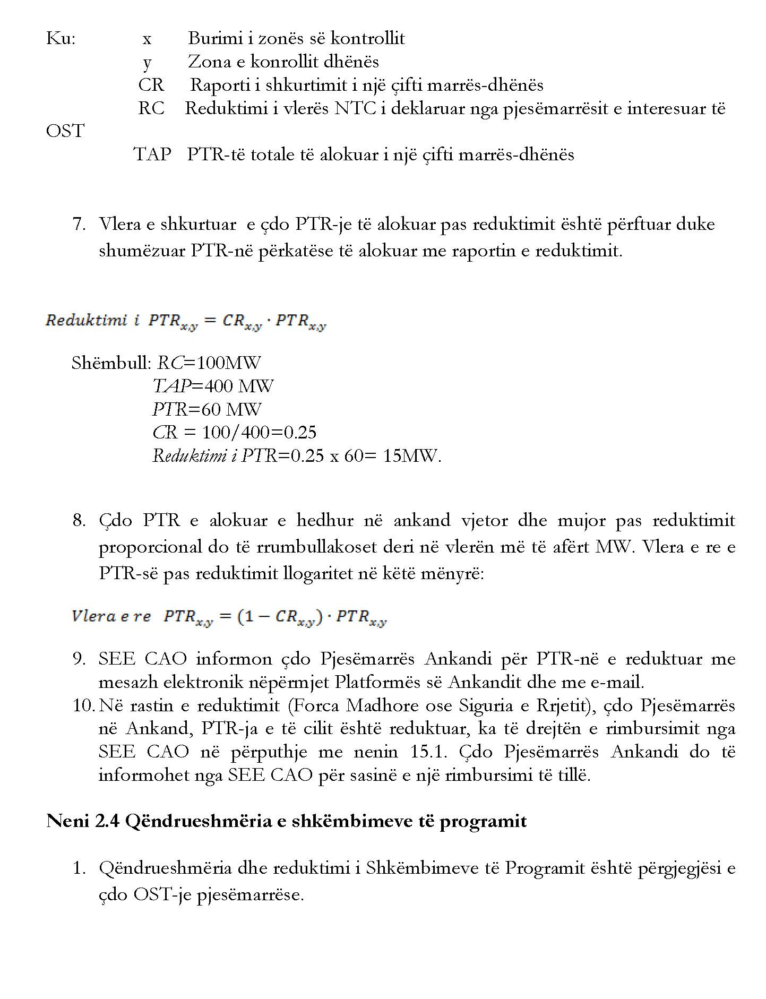 Ku: x Burimi i zonës së kontrollit
y Zona e konrollit dhënës
CR Raporti i shkurtimit i një çifti marrës-dhënës
RC Reduktimi i vlerës NTC i deklaruar nga pjesëmarrësit e interesuar të
OST
TAP PTR-të totale të alokuar i një çifti marrës-dhënës
7. Vlera e shkurtuar e çdo PTR-je të alokuar pas reduktimit është përftuar duke
shumëzuar PTR-në përkatëse të alokuar me raportin e reduktimit.
Reduktimi i PTRx,y = CRx,y · PTRx,y
Shëmbull: RC=100MW
TAP=400 MW
PTR=60 MW
CR = 100/400=0.25
Reduktimi i PTR=0.25 x 60= 15MW.
8. Çdo PTR e alokuar e hedhur në ankand vjetor dhe mujor pas reduktimit
proporcional do të rrumbullakoset deri në vlerën më të afërt MW. Vlera e re e
PTR-së pas reduktimit llogaritet në këtë mënyrë:
Vlera e re PTRx,y = (1 − CRx,y) · PTRx,y
9. SEE CAO informon çdo Pjesëmarrës Ankandi për PTR-në e reduktuar me
mesazh elektronik nëpërmjet Platformës së Ankandit dhe me e-mail.
10. Në rastin e reduktimit (Forca Madhore ose Siguria e Rrjetit), çdo Pjesëmarrës
në Ankand, PTR-ja e të cilit është reduktuar, ka të drejtën e rimbursimit nga
SEE CAO në përputhje me nenin 15.1. Çdo Pjesëmarrës Ankandi do të
informohet nga SEE CAO për sasinë e një rimbursimi të tillë.
Neni 2.4 Qëndrueshmëria e shkëmbimeve të programit
1. Qëndrueshmëria dhe reduktimi i Shkëmbimeve të Programit është përgjegjësi e
çdo OST-je pjesëmarrëse.